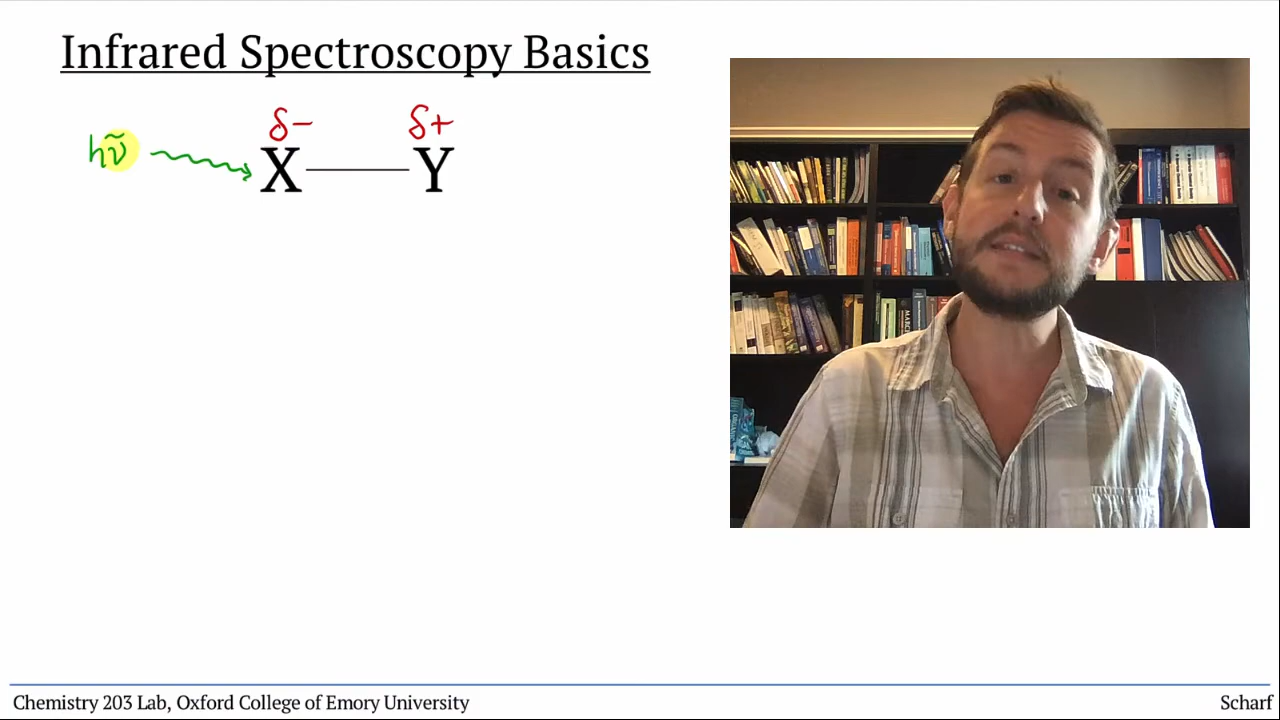 Infrared Spectroscopy Basics
δ− δ+
hν̃ X Y
Chemistry 203 Lab, Oxford College of Emory University
Scharf